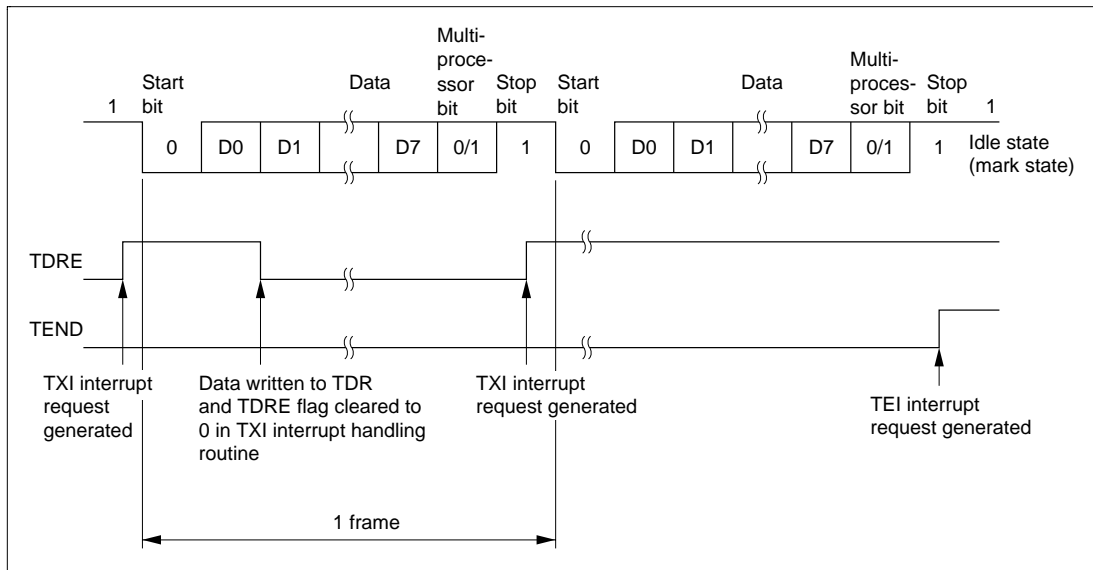 Multi-
proce-
ssor
bit
Start
bit
Data
Stop
bit
Start
bit
Data
Multi-
proces-
sor bit
Stop
bit
1
1
0
D0
D1
D7
0/1
1
0
D0
D1
D7
0/1
1
Idle state
(mark state)
TDRE
TEND
TXI interrupt
request
generated
Data written to TDR
and TDRE flag cleared to
0 in TXI interrupt handling
routine
TXI interrupt
request generated
TEI interrupt
request generated
1 frame